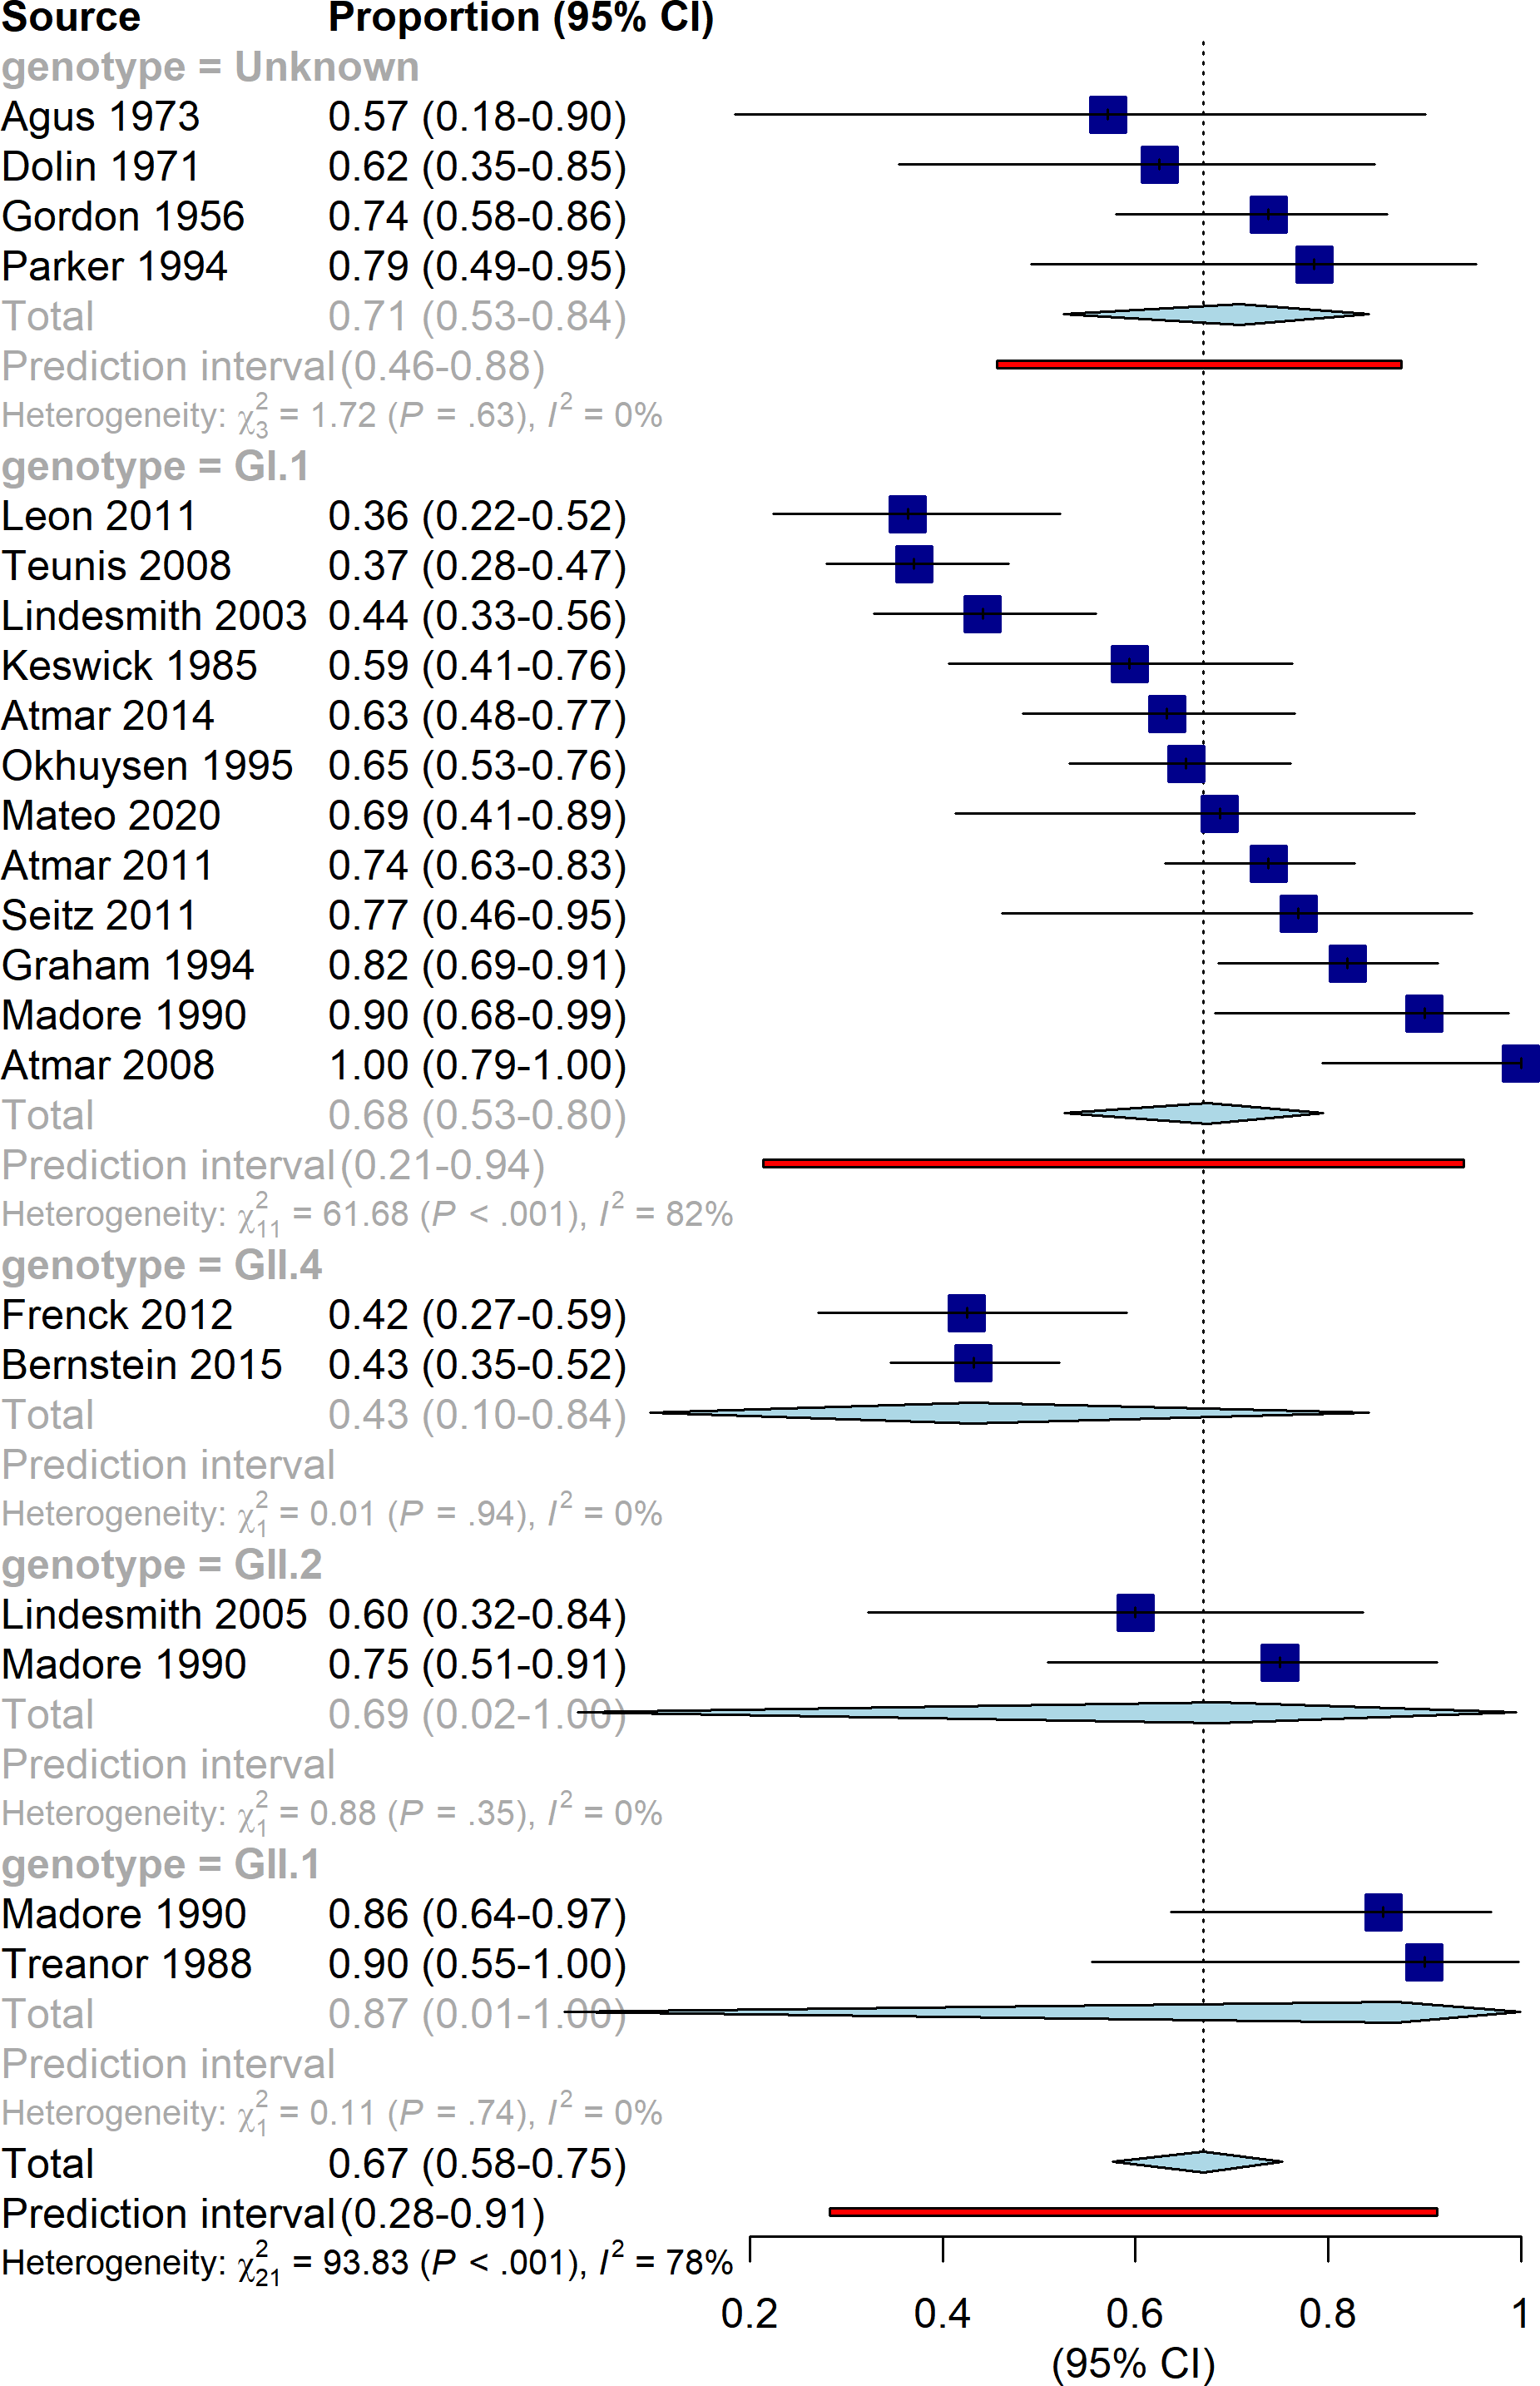 Source Proportion (95% CI)
genotype = Unknown
Agus 1973 0.57 (0.18-0.90)
Dolin 1971 0.62 (0.35-0.85)
Gordon 1956 0.74 (0.58-0.86)
Parker 1994 0.79 (0.49-0.95)
Total 0.71 (0.53-0.84)
Prediction interval (0.46-0.88)
Heterogeneity: χ²₃ = 1.72 (P = .63), I² = 0%
genotype = GI.1
Leon 2011 0.36 (0.22-0.52)
Teunis 2008 0.37 (0.28-0.47)
Lindesmith 2003 0.44 (0.33-0.56)
Keswick 1985 0.59 (0.41-0.76)
Atmar 2014 0.63 (0.48-0.77)
Okhuysen 1995 0.65 (0.53-0.76)
Mateo 2020 0.69 (0.41-0.89)
Atmar 2011 0.74 (0.63-0.83)
Seitz 2011 0.77 (0.46-0.95)
Graham 1994 0.82 (0.69-0.91)
Madore 1990 0.90 (0.68-0.99)
Atmar 2008 1.00 (0.79-1.00)
Total 0.68 (0.53-0.80)
Prediction interval (0.21-0.94)
Heterogeneity: χ²₁₁ = 61.68 (P < .001), I² = 82%
genotype = GII.4
Frenck 2012 0.42 (0.27-0.59)
Bernstein 2015 0.43 (0.35-0.52)
Total 0.43 (0.10-0.84)
Prediction interval
Heterogeneity: χ²₁ = 0.01 (P = .94), I² = 0%
genotype = GII.2
Lindesmith 2005 0.60 (0.32-0.84)
Madore 1990 0.75 (0.51-0.91)
Total 0.69 (0.02-1.00)
Prediction interval
Heterogeneity: χ²₁ = 0.88 (P = .35), I² = 0%
genotype = GII.1
Madore 1990 0.86 (0.64-0.97)
Treanor 1988 0.90 (0.55-1.00)
Total 0.87 (0.01-1.00)
Prediction interval
Heterogeneity: χ²₁ = 0.11 (P = .74), I² = 0%
Total 0.67 (0.58-0.75)
Prediction interval (0.28-0.91)
Heterogeneity: χ²₂₁ = 93.83 (P < .001), I² = 78%
0.2 0.4 0.6 0.8 1
(95% CI)